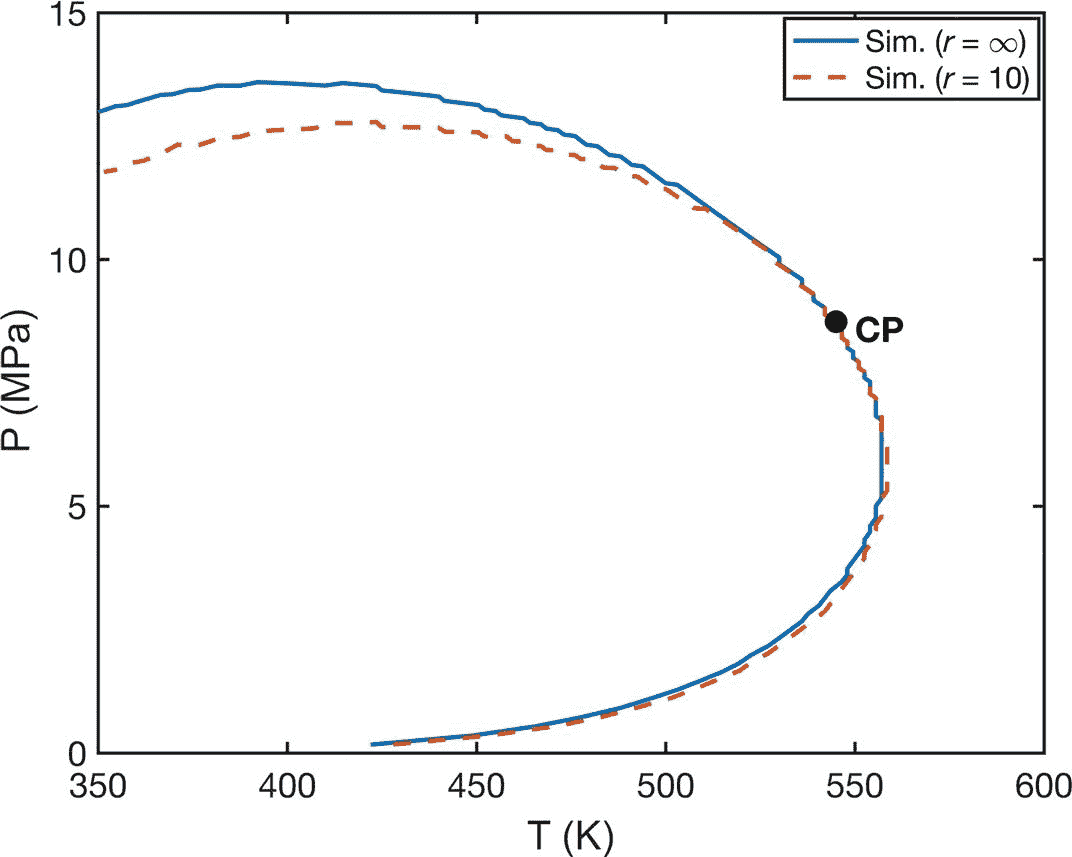 15
Sim. (r = ∞)
Sim. (r = 10)
10
CP
P (MPa)
5
0
350 400 450 500 550 600
T (K)